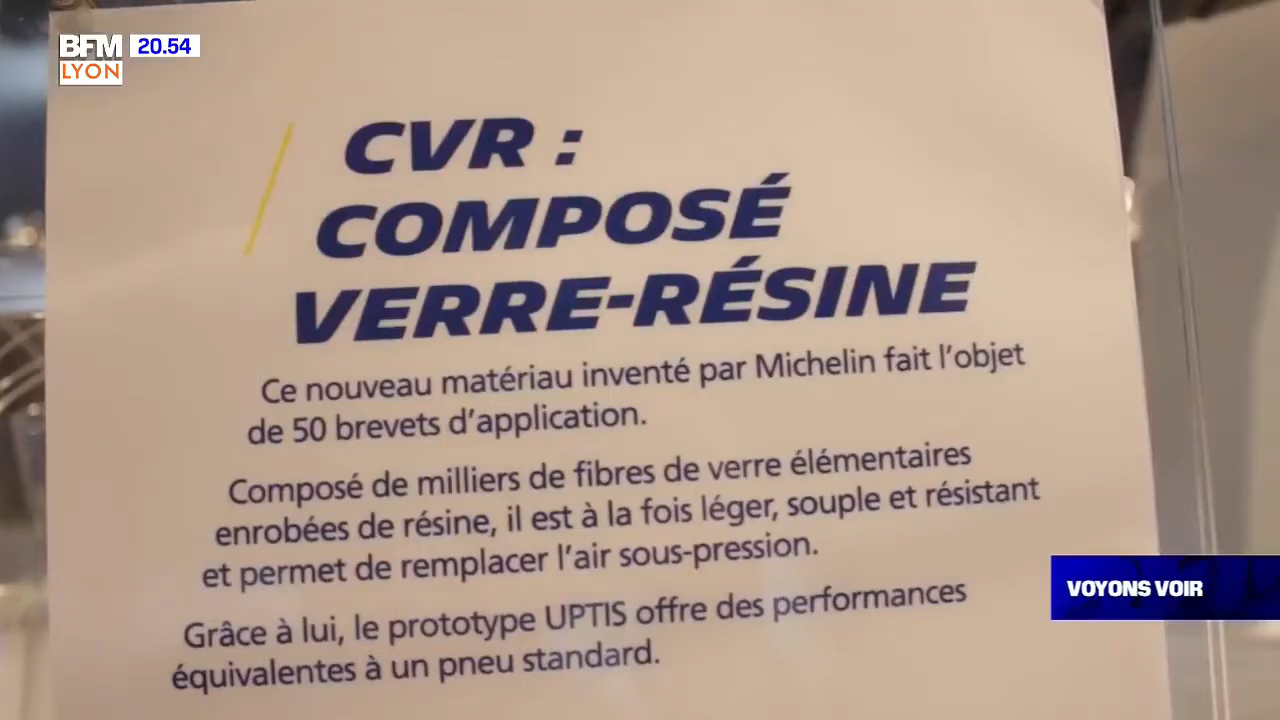 BFM
LYON
20.54
CVR :
COMPOSÉ
VERRE-RÉSINE
Ce nouveau matériau inventé par Michelin fait l'objet
de 50 brevets d'application.
Composé de milliers de fibres de verre élémentaires
enrobées de résine, il est à la fois léger, souple et résistant
et permet de remplacer l'air sous-pression.
Grâce à lui, le prototype UPTIS offre des performances
équivalentes à un pneu standard.
VOYONS VOIR